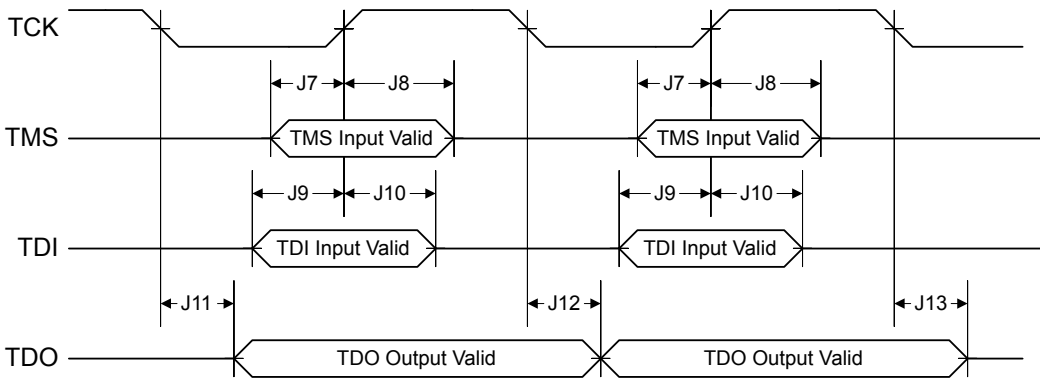 TCK
J7 J8 J7 J8
TMS TMS Input Valid TMS Input Valid
J9 J10 J9 J10
TDI TDI Input Valid TDI Input Valid
J11 J12 J13
TDO TDO Output Valid TDO Output Valid